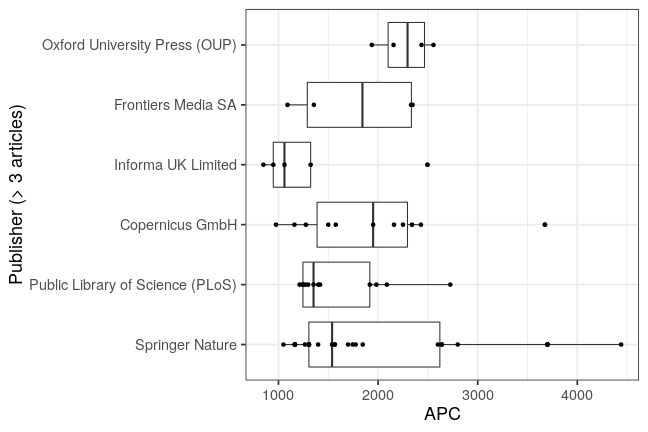 Publisher (> 3 articles)
Oxford University Press (OUP)
Frontiers Media SA
Informa UK Limited
Copernicus GmbH
Public Library of Science (PLoS)
Springer Nature
1000 2000 3000 4000
APC